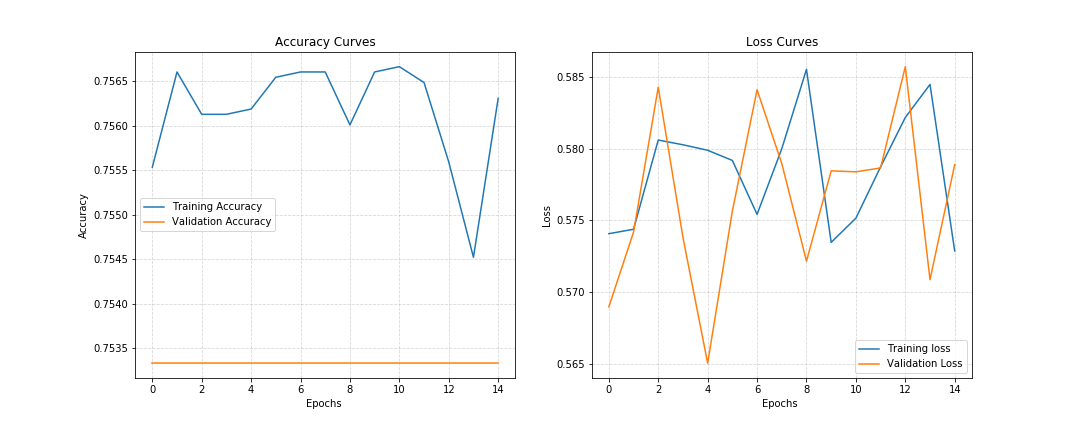 Accuracy Curves
0.7565
0.7560
0.7555
0.7550
0.7545
0.7540
0.7535
Accuracy
Training Accuracy
Validation Accuracy
0 2 4 6 8 10 12 14
Epochs
Loss Curves
0.585
0.580
0.575
0.570
0.565
Loss
Training loss
Validation Loss
0 2 4 6 8 10 12 14
Epochs